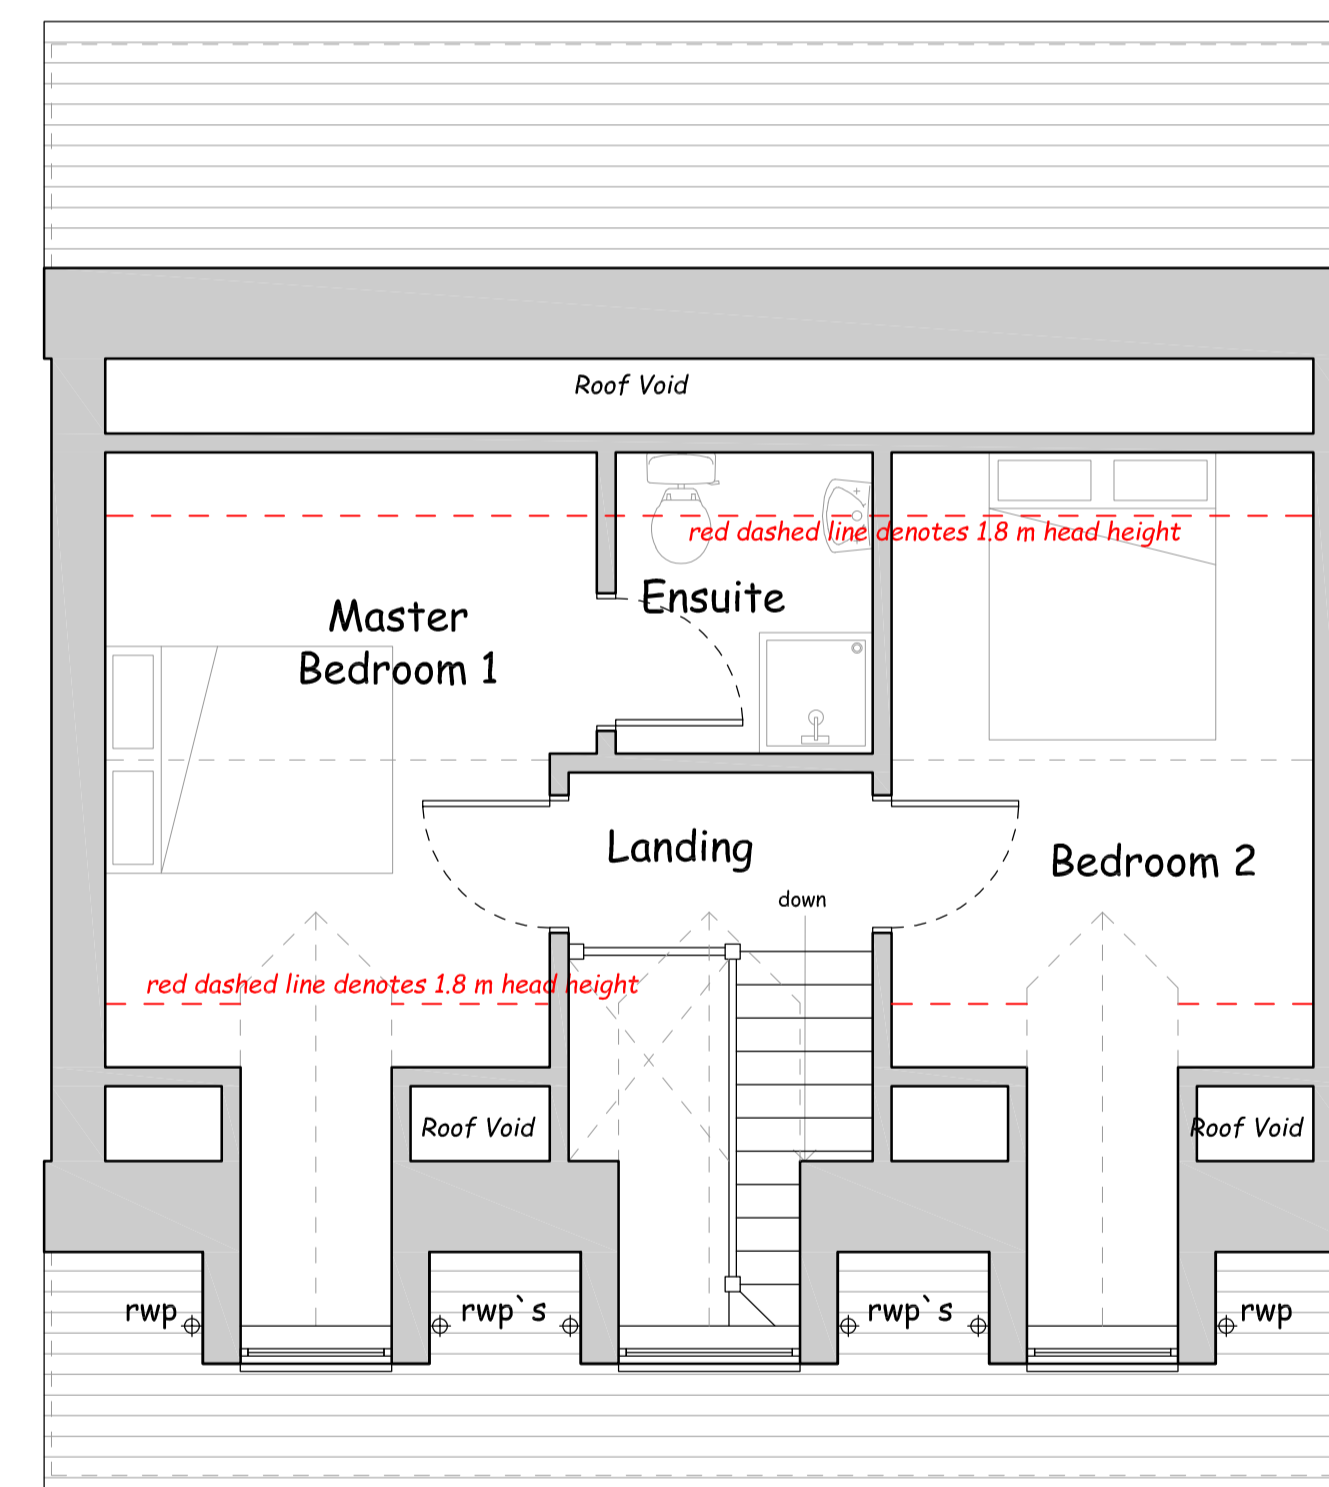 Roof Void
red dashed line denotes 1.8 m head height
Ensuite
Master
Bedroom 1
Landing
Bedroom 2
down
red dashed line denotes 1.8 m head height
Roof Void
Roof Void
rwp
rwp`s
rwp`s
rwp